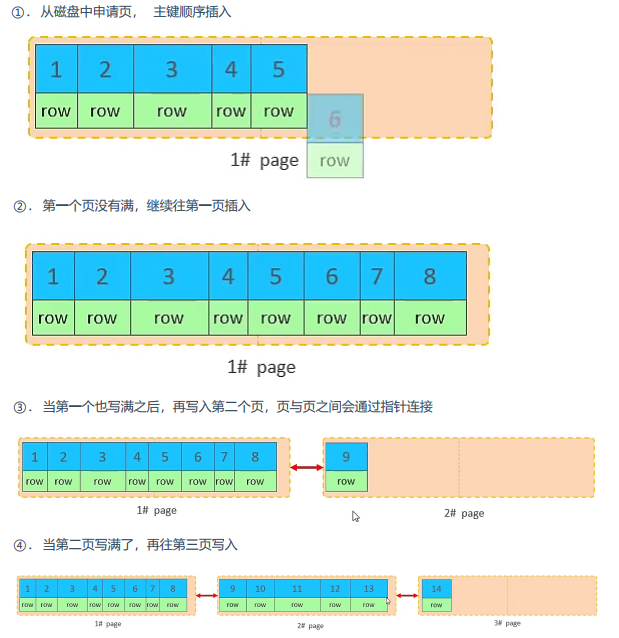 ①. 从磁盘中申请页， 主键顺序插入
1 2 3 4 5
row row row row row
6
row
1# page
②. 第一个页没有满，继续往第一页插入
1 2 3 4 5 6 7 8
row row row row row row row row
1# page
③. 当第一个也写满之后，再写入第二个页，页与页之间会通过指针连接
1 2 3 4 5 6 7 8 9
row row row row row row row row row
1# page 2# page
④. 当第二页写满了，再往第三页写入
1 2 3 4 5 6 7 8 9 10 11 12 13 14
row row row row row row row row row row row row row row
1# page 2# page 3# page